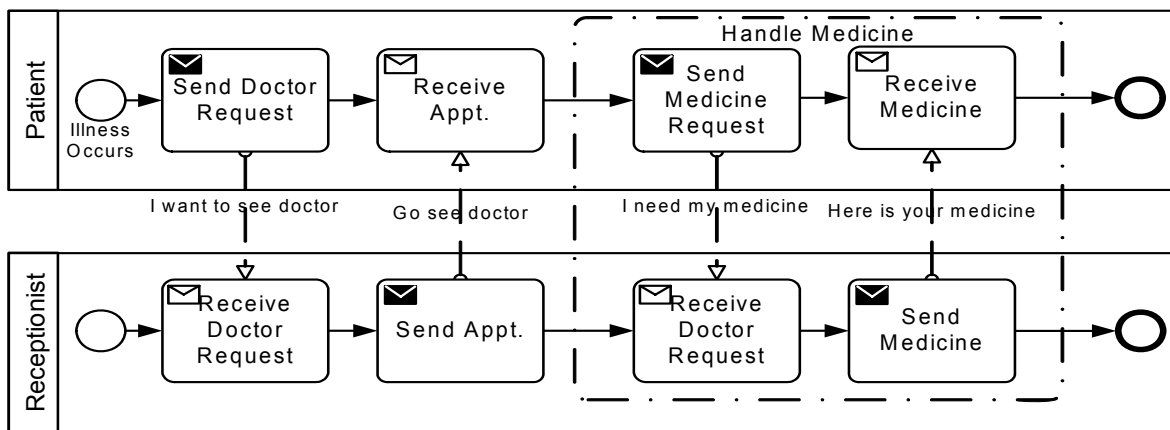 Patient
Handle Medicine
Send Doctor
Request
Receive
Appt.
Send
Medicine
Request
Receive
Medicine
Illness
Occurs
I want to see doctor
Go see doctor
I need my medicine
Here is your medicine
Receptionist
Receive
Doctor
Request
Send Appt.
Receive
Doctor
Request
Send
Medicine